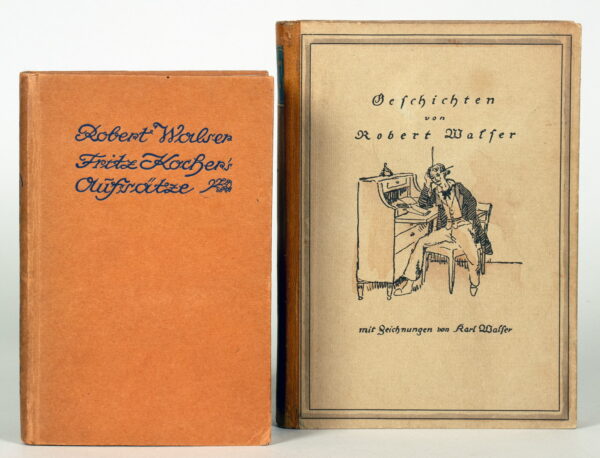 Robert Walser
Fritz Kocher's
Aufsätze
Geschichten
von
Robert Walser
mit Zeichnungen von Karl Walser